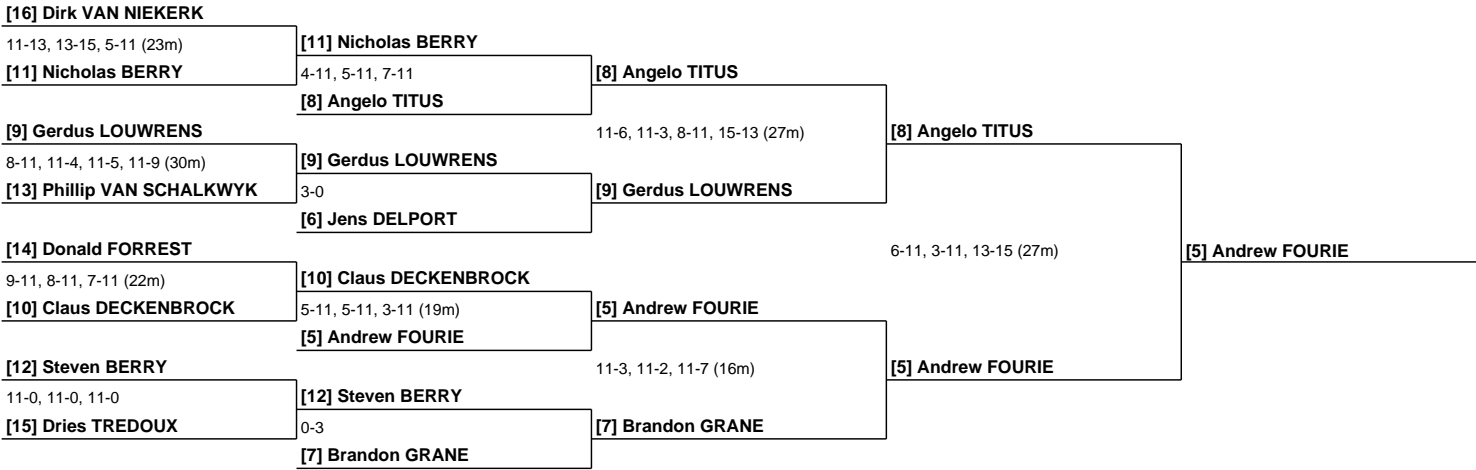 [16] Dirk VAN NIEKERK
11-13, 13-15, 5-11 (23m)
[11] Nicholas BERRY
[11] Nicholas BERRY
4-11, 5-11, 7-11
[8] Angelo TITUS
[8] Angelo TITUS
[9] Gerdus LOUWRENS
11-6, 11-3, 8-11, 15-13 (27m)
[8] Angelo TITUS
8-11, 11-4, 11-5, 11-9 (30m)
[9] Gerdus LOUWRENS
[13] Phillip VAN SCHALKWYK
3-0
[9] Gerdus LOUWRENS
[6] Jens DELPORT
[14] Donald FORREST
6-11, 3-11, 13-15 (27m)
[5] Andrew FOURIE
9-11, 8-11, 7-11 (22m)
[10] Claus DECKENBROCK
[10] Claus DECKENBROCK
5-11, 5-11, 3-11 (19m)
[5] Andrew FOURIE
[5] Andrew FOURIE
[12] Steven BERRY
11-3, 11-2, 11-7 (16m)
[5] Andrew FOURIE
11-0, 11-0, 11-0
[12] Steven BERRY
[15] Dries TREDOUX
0-3
[7] Brandon GRANE
[7] Brandon GRANE